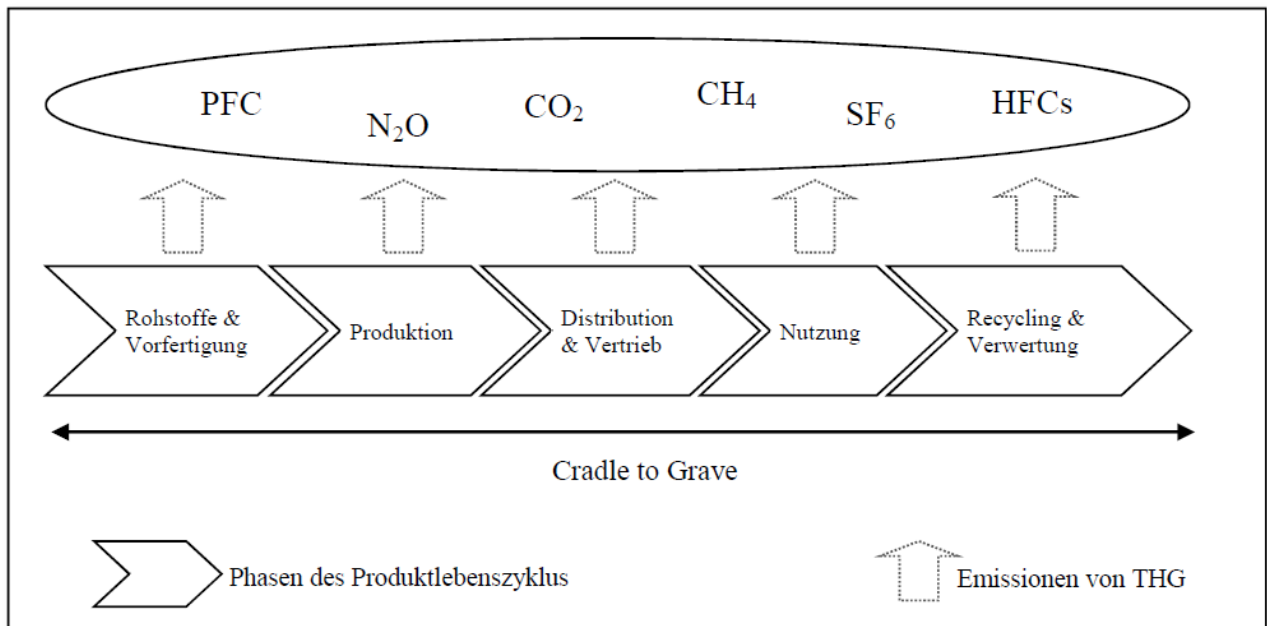 PFC N₂O CO₂ CH₄ SF₆ HFCs
Rohstoffe &
Vorfertigung
Produktion
Distribution
& Vertrieb
Nutzung
Recycling &
Verwertung
Cradle to Grave
Phasen des Produktlebenszyklus
Emissionen von THG